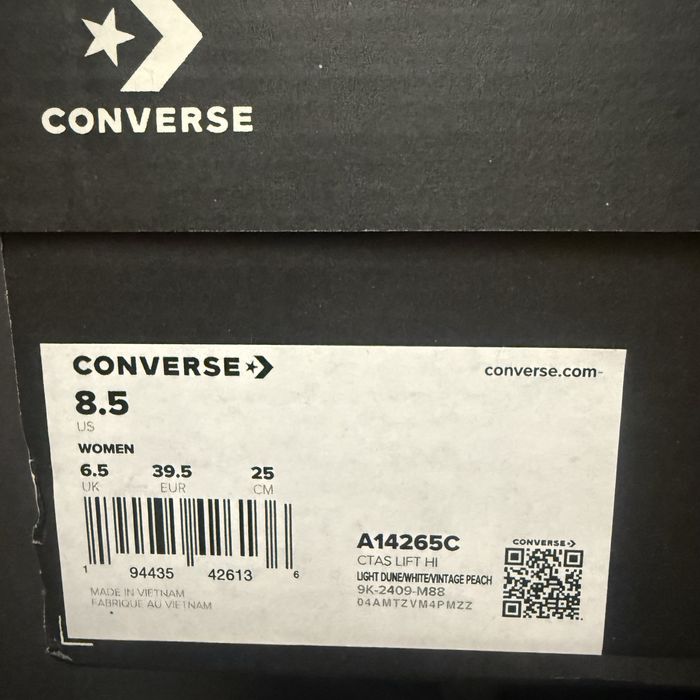 CONVERSE
CONVERSE
converse.com
8.5
US
WOMEN
6.5 39.5 25
UK EUR CM
1 94435 42613 6
MADE IN VIETNAM
FABRIQUE AU VIETNAM
A14265C
CTAS LIFT HI
LIGHT DUNE/WHITE/VINTAGE PEACH
9K-2409-M88
04AMTZVM4PMZZ
CONVERSE